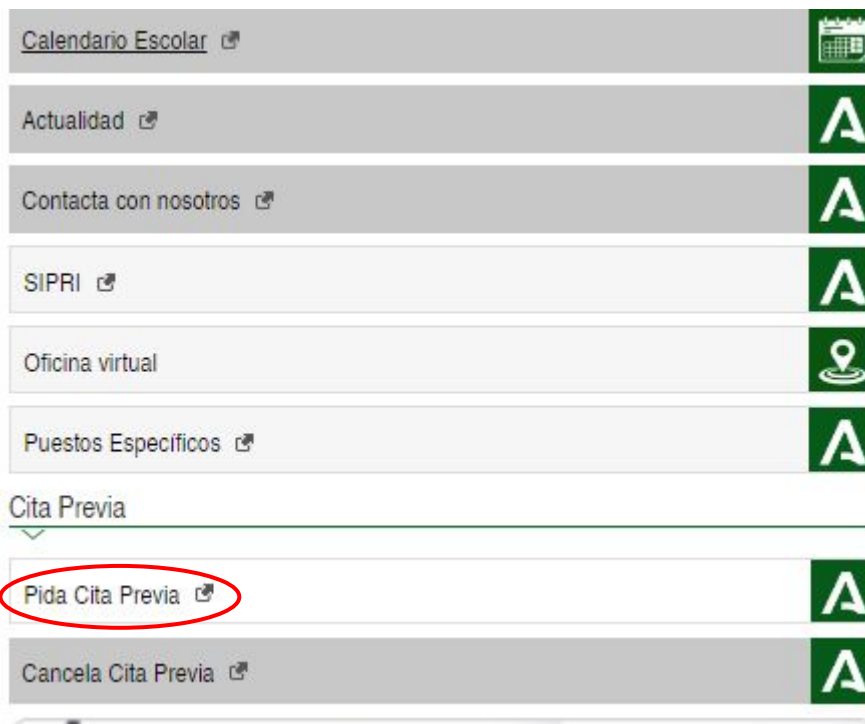 Calendario Escolar
Actualidad
Contacta con nosotros
SIPRI
Oficina virtual
Puestos Específicos
Cita Previa
Pida Cita Previa
Cancela Cita Previa